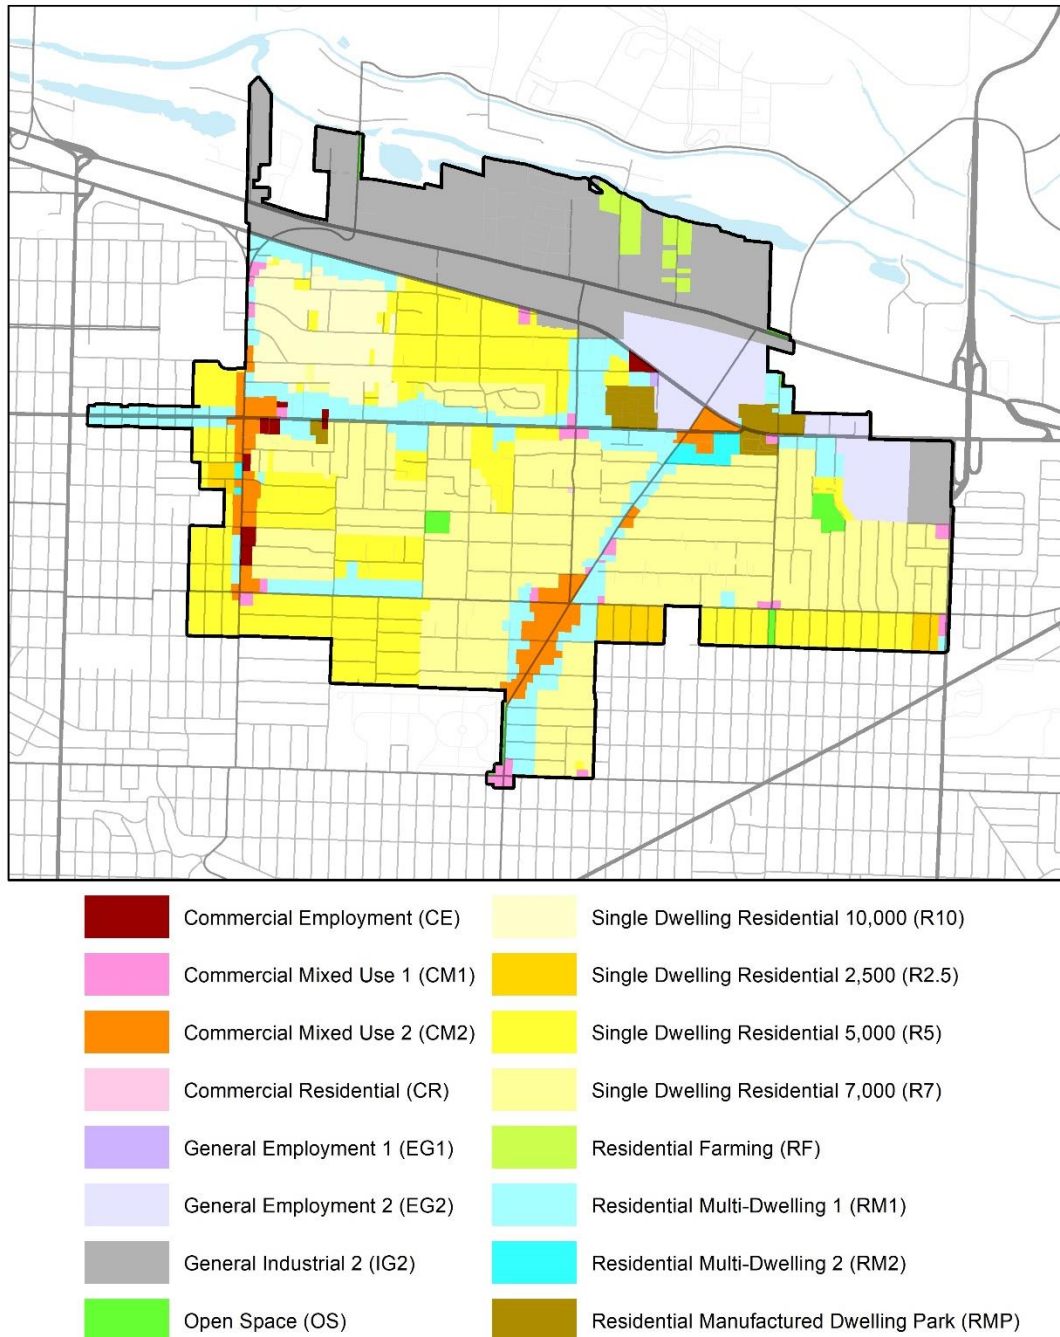 Commercial Employment (CE)
Commercial Mixed Use 1 (CM1)
Commercial Mixed Use 2 (CM2)
Commercial Residential (CR)
General Employment 1 (EG1)
General Employment 2 (EG2)
General Industrial 2 (IG2)
Open Space (OS)
Single Dwelling Residential 10,000 (R10)
Single Dwelling Residential 2,500 (R2.5)
Single Dwelling Residential 5,000 (R5)
Single Dwelling Residential 7,000 (R7)
Residential Farming (RF)
Residential Multi-Dwelling 1 (RM1)
Residential Multi-Dwelling 2 (RM2)
Residential Manufactured Dwelling Park (RMP)